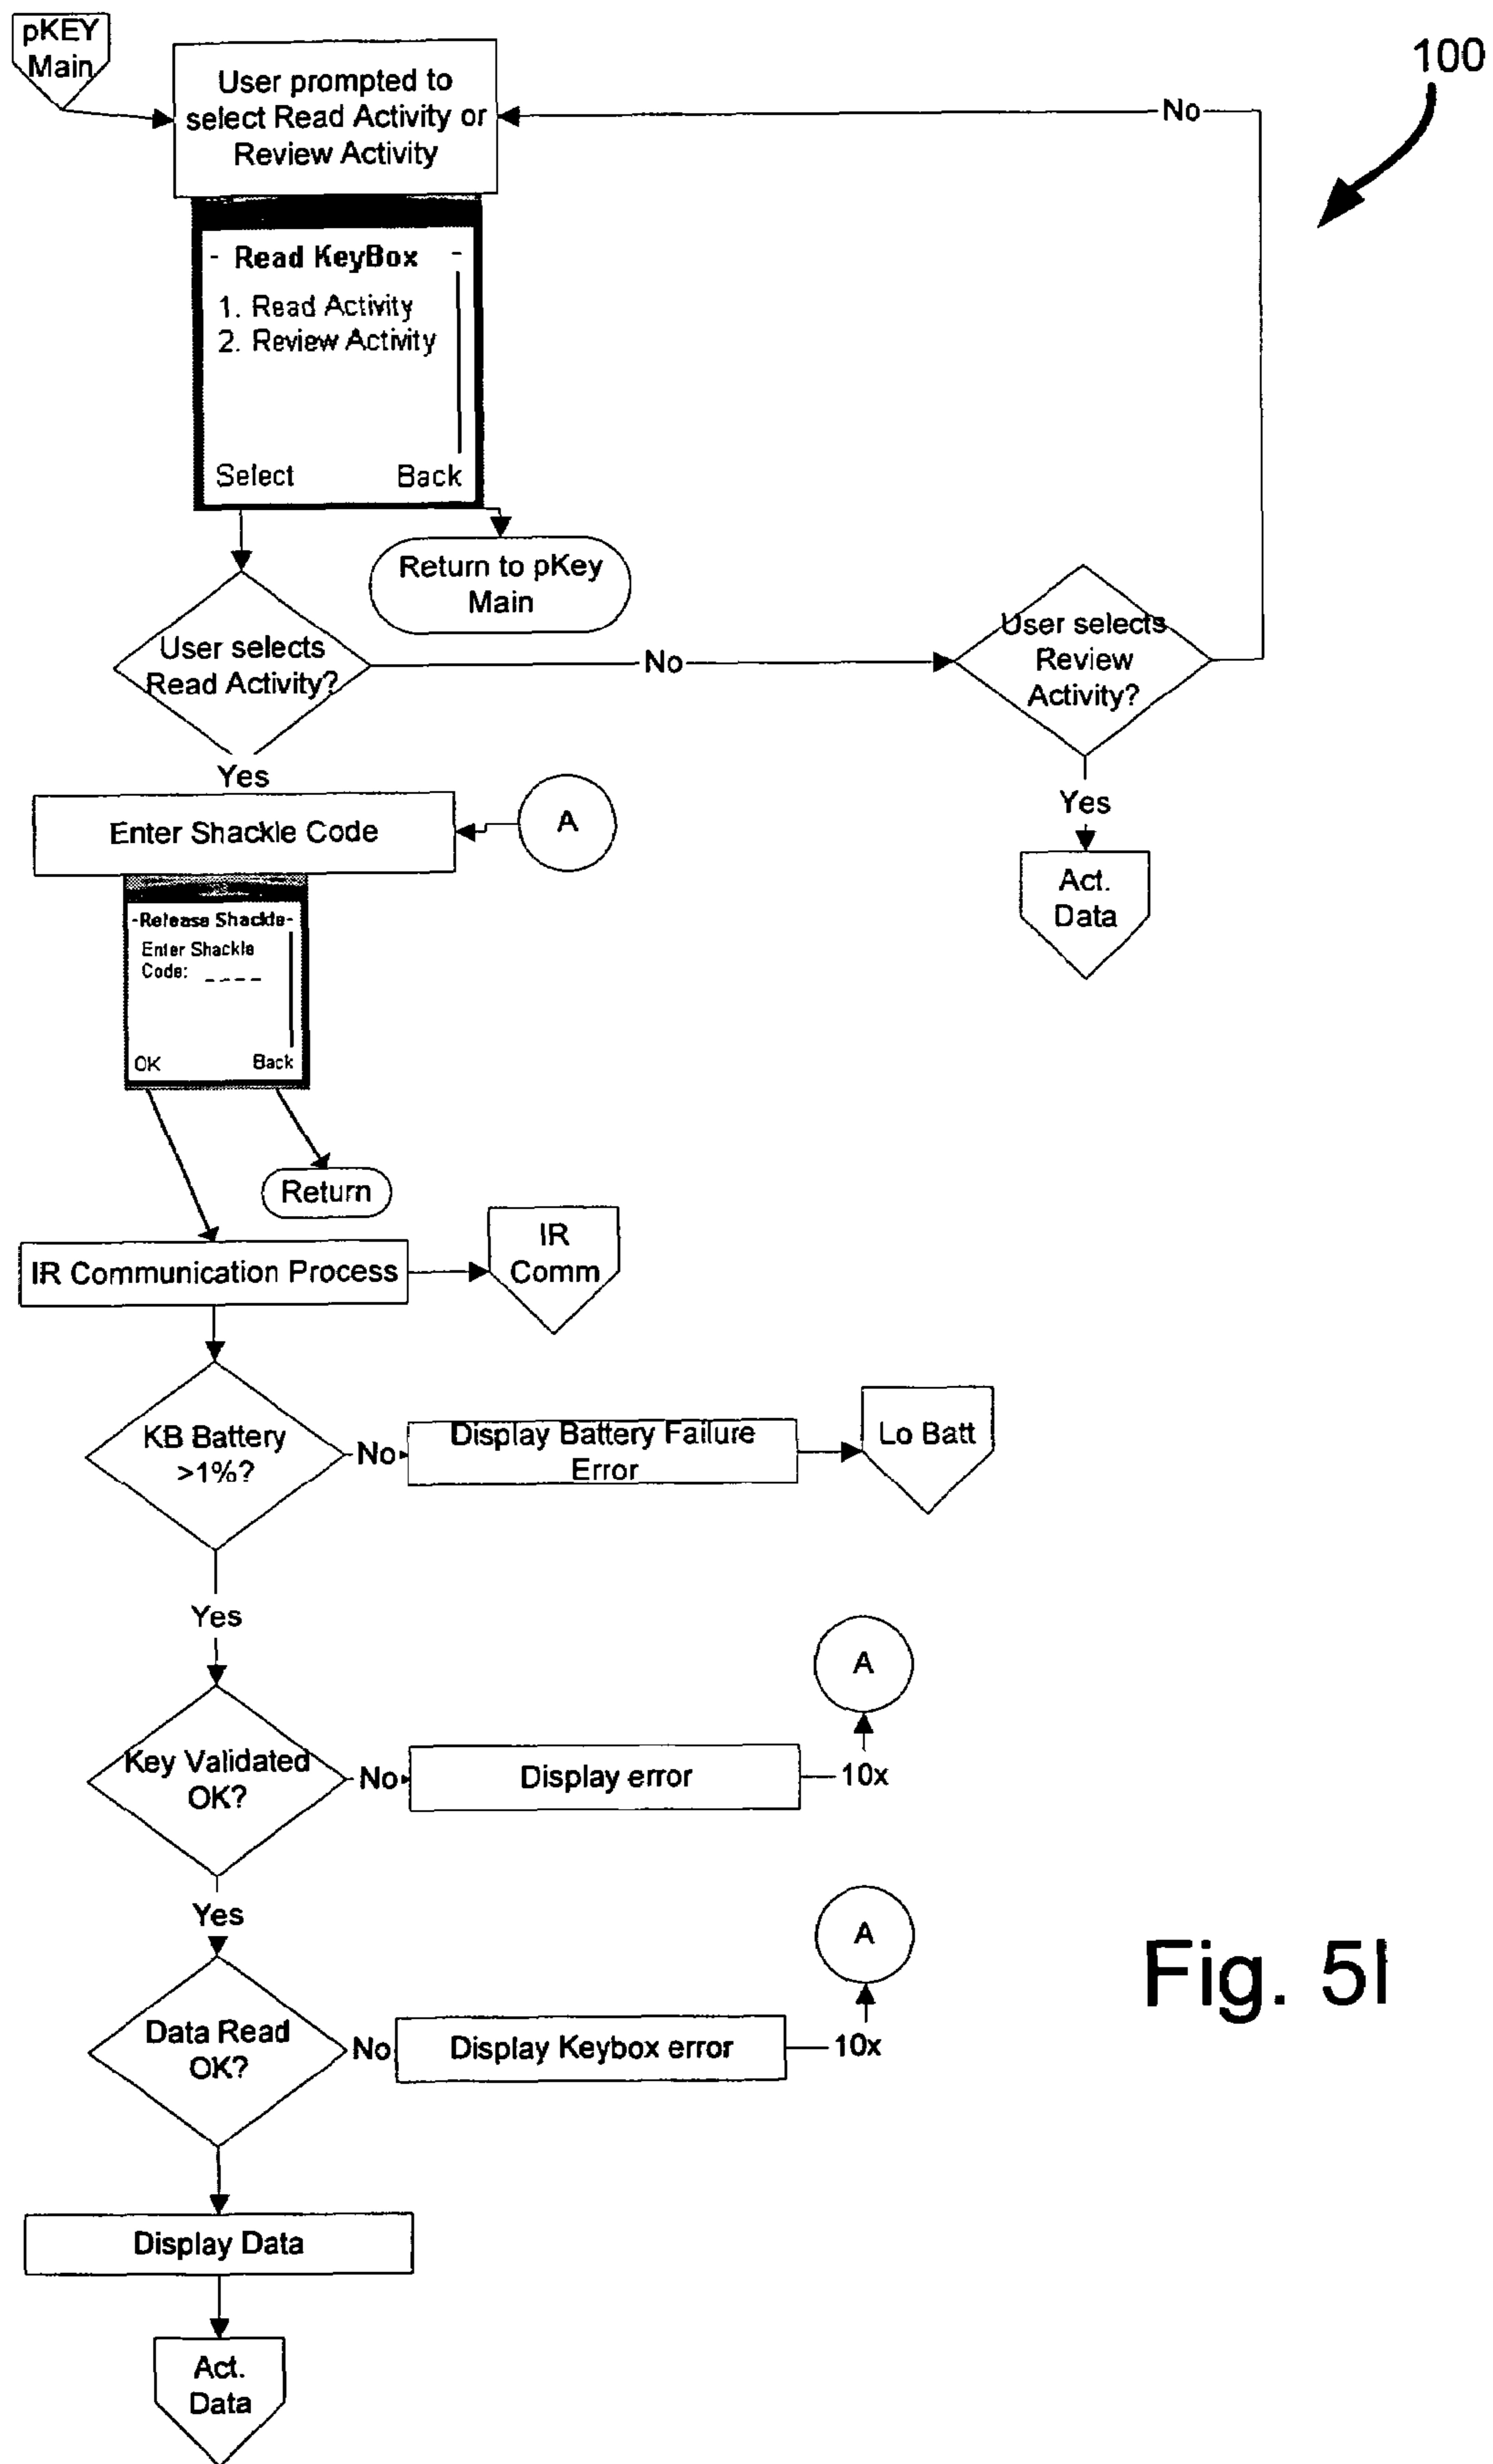 pKEY
Main
100
User prompted to
select Read Activity or
Review Activity
No
- Read KeyBox -
1. Read Activity
2. Review Activity
Select Back
Return to pKey
Main
User selects
Read Activity?
No
User selects
Review
Activity?
Yes
Yes
Enter Shackle Code
A
Act.
Data
-Release Shackle-
Enter Shackle
Code: _ _ _ _
OK Back
Return
IR Communication Process
IR
Comm
KB Battery
>1%?
No
Display Battery Failure
Error
Lo Batt
Yes
A
Key Validated
OK?
No
Display error
10x
Yes
A
Data Read
OK?
No
Display Keybox error
10x
Fig. 5I
Display Data
Act.
Data